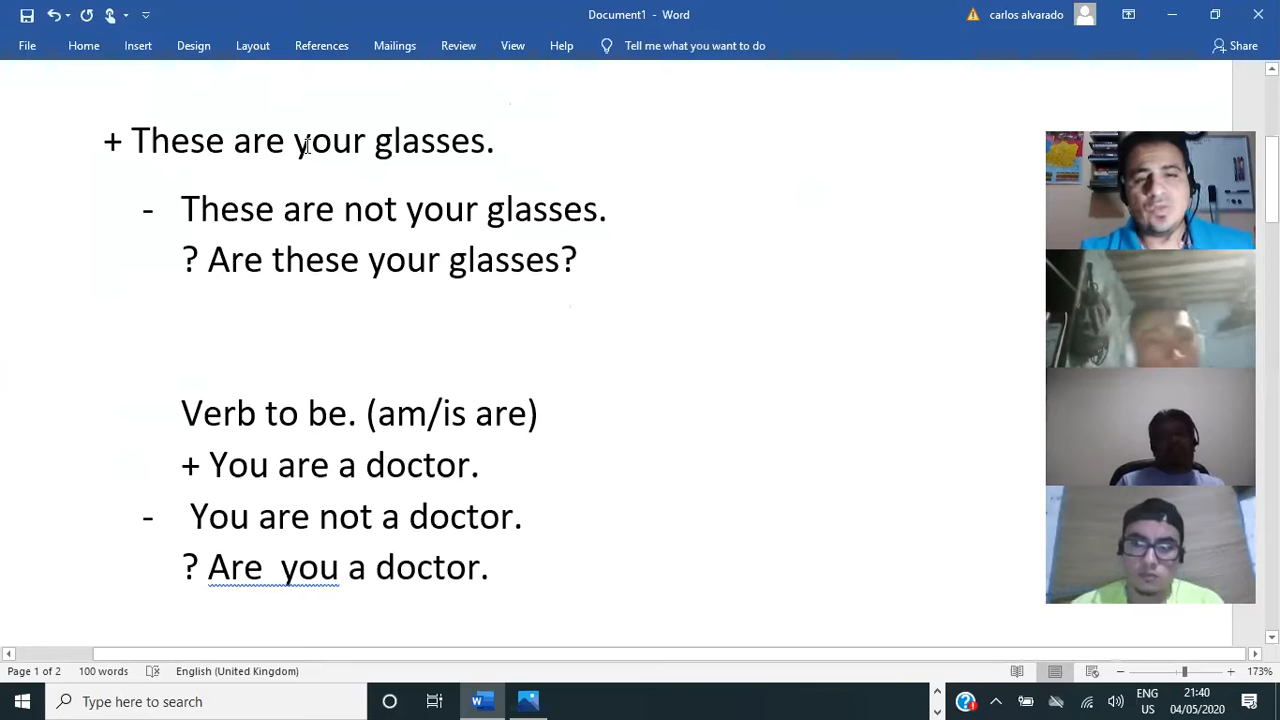 Document1 - Word
carlos alvarado
File Home Insert Design Layout References Mailings Review View Help Tell me what you want to do Share
+ These are your glasses.
- These are not your glasses.
? Are these your glasses?
Verb to be. (am/is are)
+ You are a doctor.
- You are not a doctor.
? Are  you a doctor.
Page 1 of 2 100 words English (United Kingdom) 173%
Type here to search
ENG
US
21:40
04/05/2020